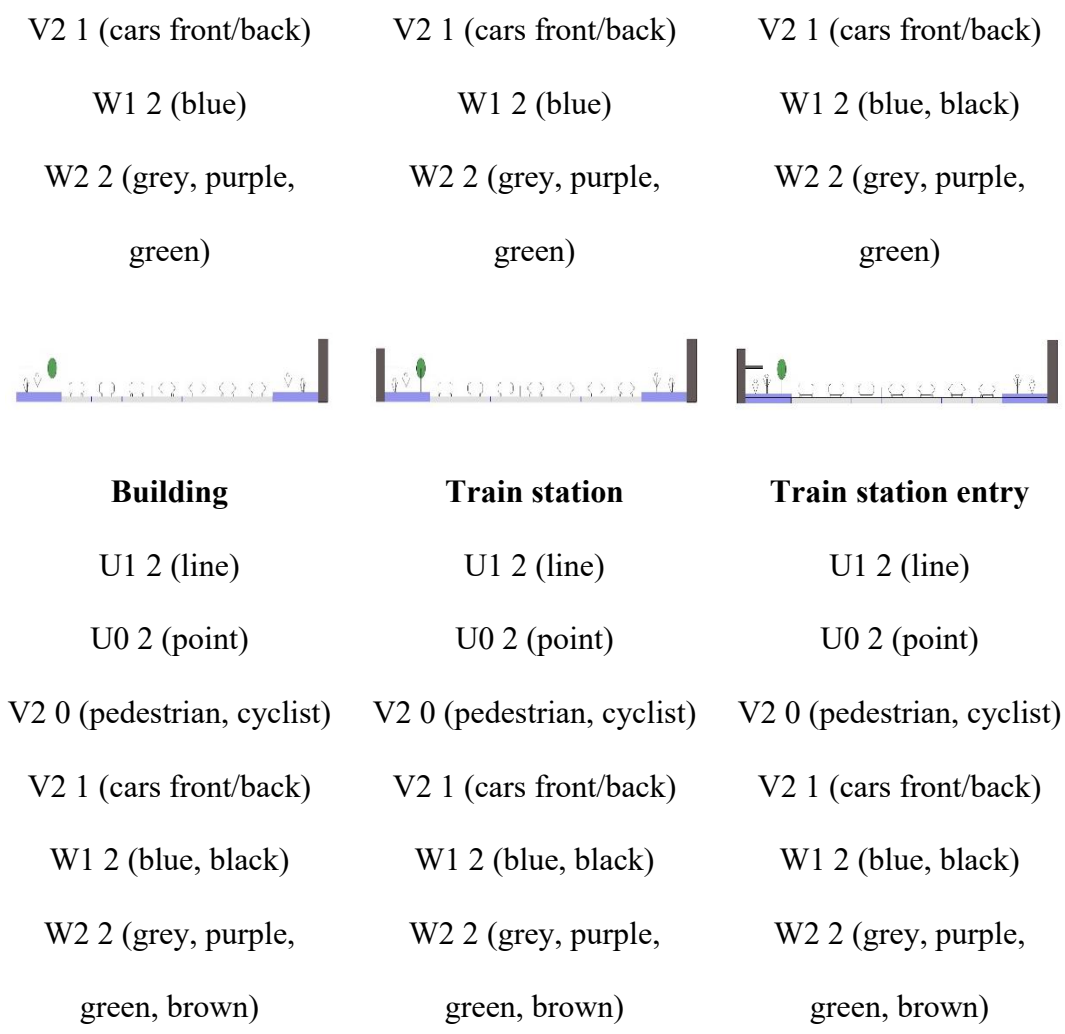 V2 1 (cars front/back) V2 1 (cars front/back) V2 1 (cars front/back)
W1 2 (blue) W1 2 (blue) W1 2 (blue, black)
W2 2 (grey, purple, W2 2 (grey, purple, W2 2 (grey, purple,
green) green) green)
Building Train station Train station entry
U1 2 (line) U1 2 (line) U1 2 (line)
U0 2 (point) U0 2 (point) U0 2 (point)
V2 0 (pedestrian, cyclist) V2 0 (pedestrian, cyclist) V2 0 (pedestrian, cyclist)
V2 1 (cars front/back) V2 1 (cars front/back) V2 1 (cars front/back)
W1 2 (blue, black) W1 2 (blue, black) W1 2 (blue, black)
W2 2 (grey, purple, W2 2 (grey, purple, W2 2 (grey, purple,
green, brown) green, brown) green, brown)